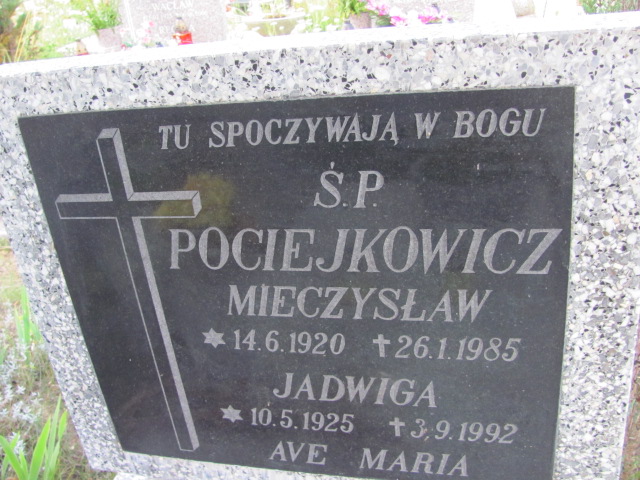 WACŁAW
TU SPOCZYWAJĄ W BOGU
Ś.P.
POCIEJKOWICZ
MIECZYSŁAW
✶ 14.6.1920 ✝ 26.1.1985
JADWIGA
✶ 10.5.1925 ✝ 3.9.1992
AVE MARIA